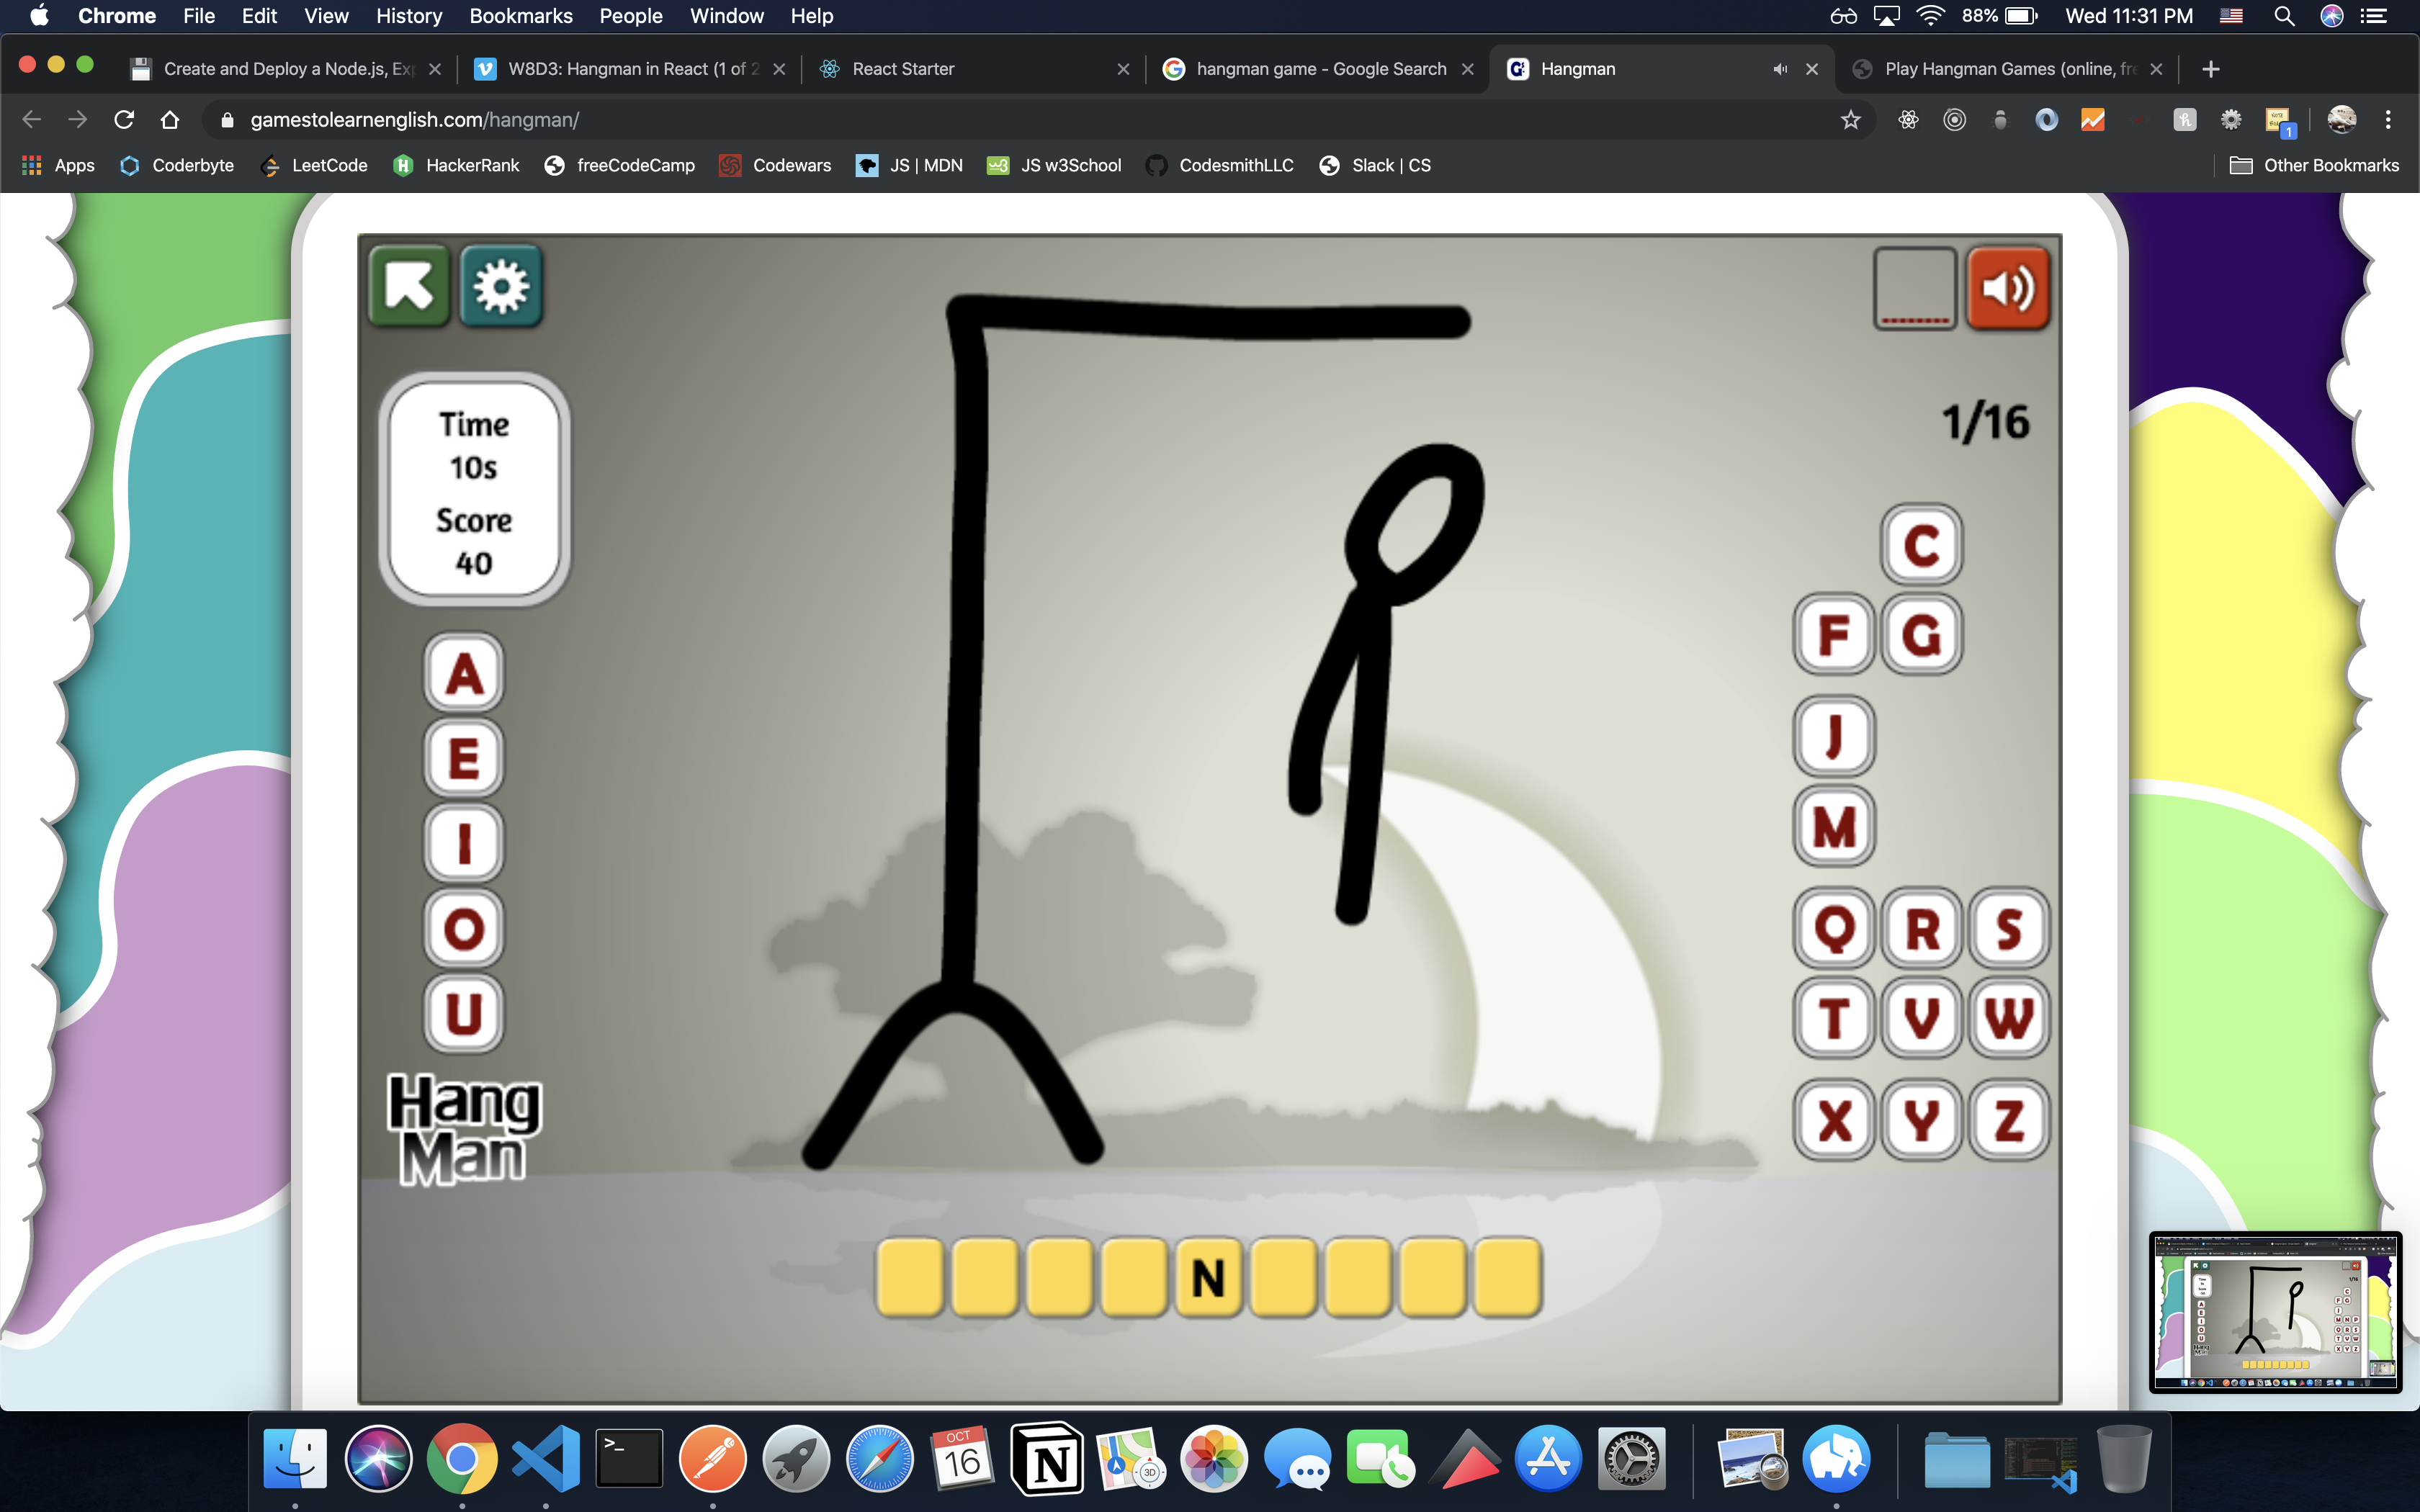 Chrome File Edit View History Bookmarks People Window Help 88% Wed 11:31 PM
Create and Deploy a Node.js, Ex W8D3: Hangman in React (1 of 2 React Starter hangman game - Google Search Hangman Play Hangman Games (online, fre
gamestolearnenglish.com/hangman/
1
Apps Coderbyte LeetCode HackerRank freeCodeCamp Codewars JS | MDN JS w3School CodesmithLLC Slack | CS Other Bookmarks
Time
10s
Score
40
1/16
C
F G
J
M
Q R S
T V W
X Y Z
A
E
I
O
U
Hang
Man
N
OCT
16
3D